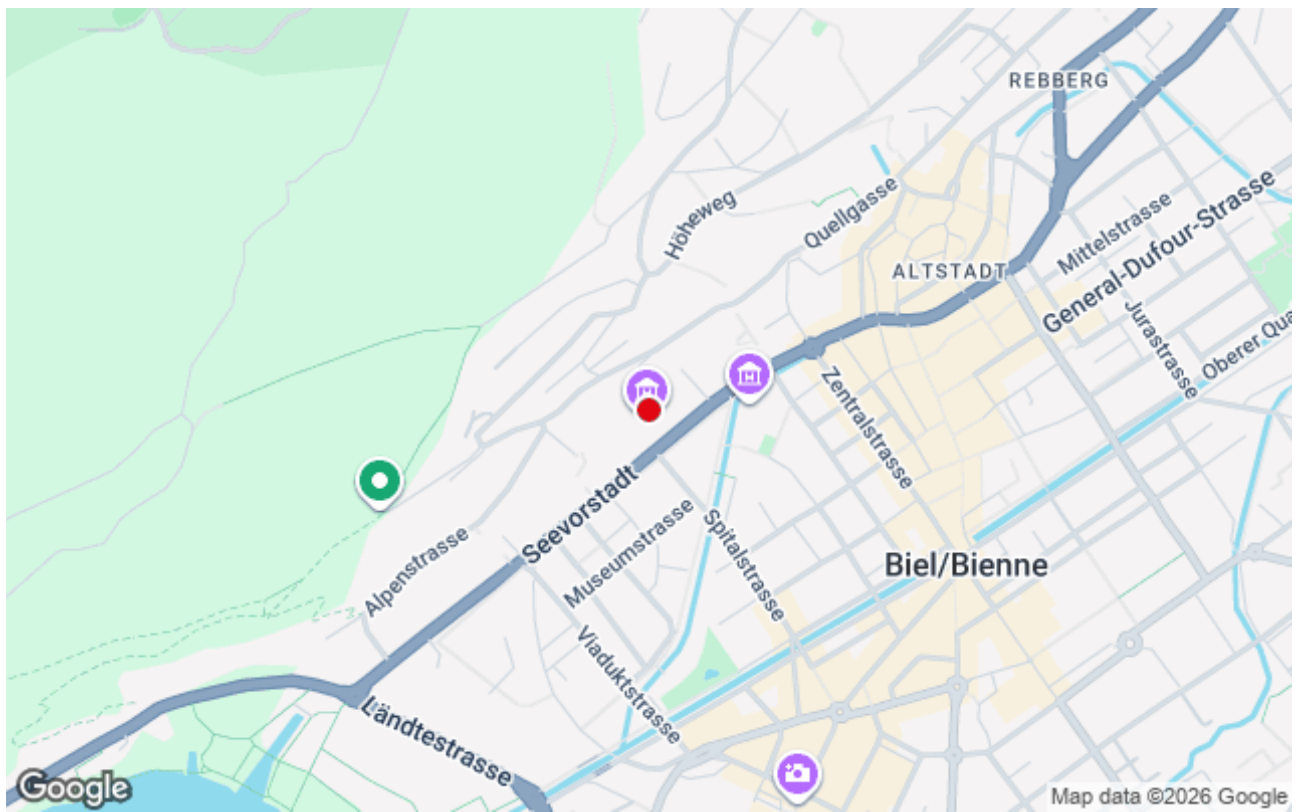 REBBERG
Höheweg
Quellgasse
Mittelstrasse
General-Dufour-Strasse
ALTSTADT
Jurastrasse
Oberer Qua
Zentralstrasse
Seevorstadt
Spitalstrasse
Museumstrasse
Alpenstrasse
Biel/Bienne
Viaduktstrasse
Ländtestrasse
Google
Map data ©2026 Google